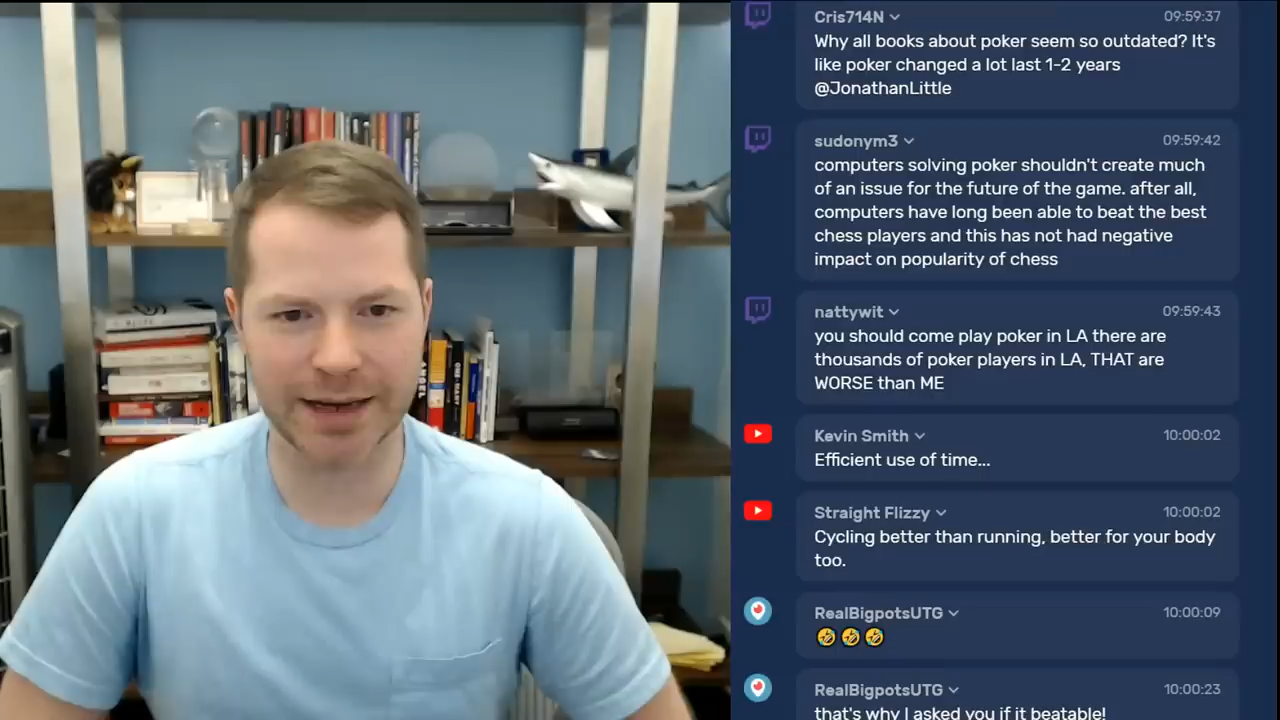 Cris714N
09:59:37
Why all books about poker seem so outdated? It's
like poker changed a lot last 1-2 years
@JonathanLittle
sudonym3
09:59:42
computers solving poker shouldn't create much
of an issue for the future of the game. after all,
computers have long been able to beat the best
chess players and this has not had negative
impact on popularity of chess
nattywit
09:59:43
you should come play poker in LA there are
thousands of poker players in LA, THAT are
WORSE than ME
Kevin Smith
10:00:02
Efficient use of time...
Straight Flizzy
10:00:02
Cycling better than running, better for your body
too.
RealBigpotsUTG
10:00:09
🤣 🤣 🤣
RealBigpotsUTG
10:00:23
that's why I asked you if it beatable!